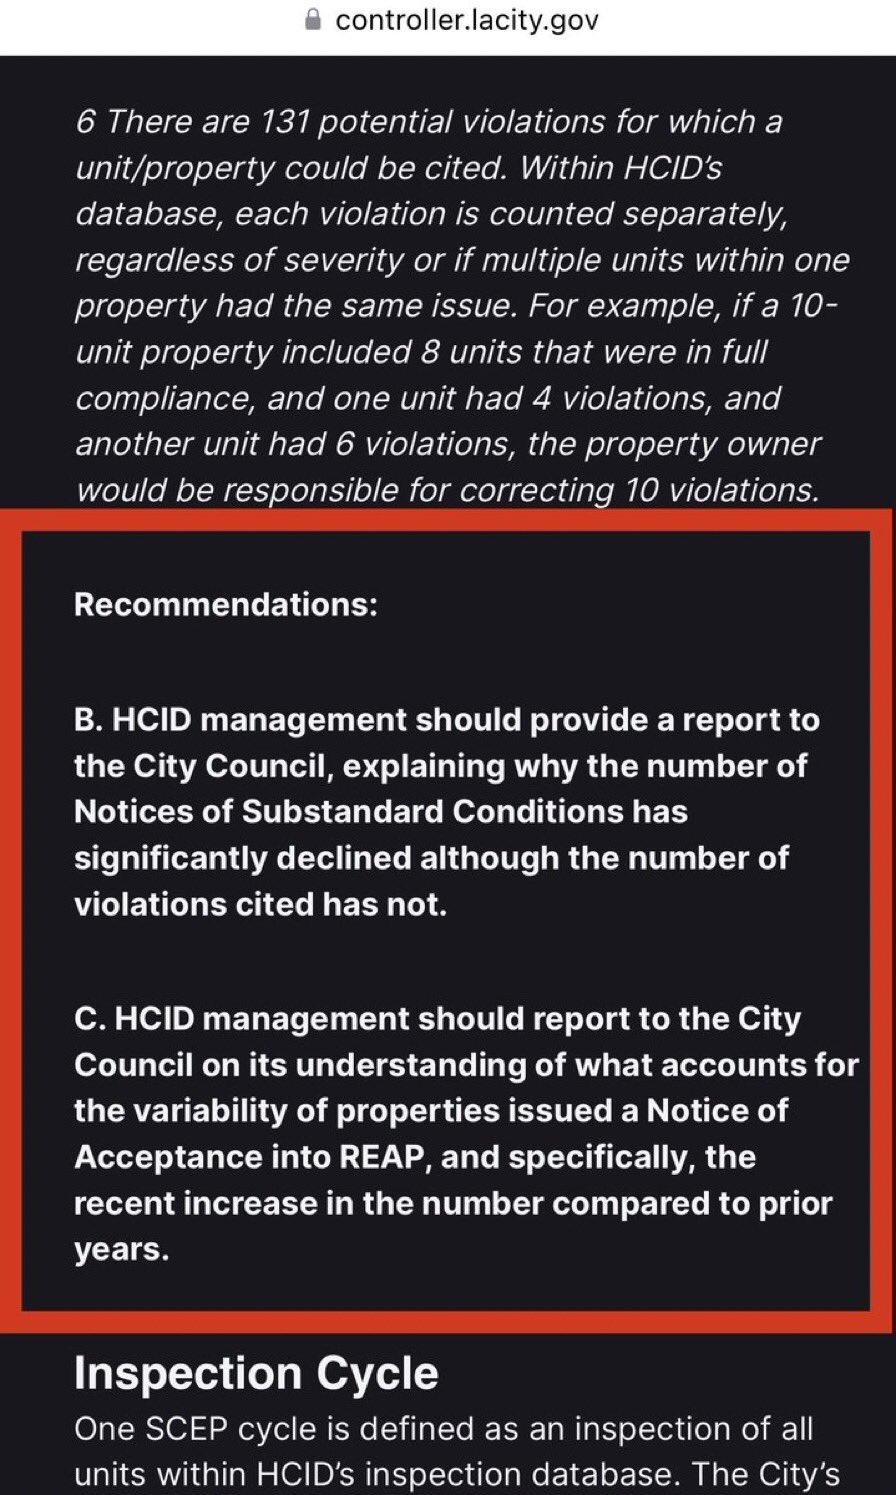 controller.lacity.gov
6 There are 131 potential violations for which a
unit/property could be cited. Within HCID’s
database, each violation is counted separately,
regardless of severity or if multiple units within one
property had the same issue. For example, if a 10-
unit property included 8 units that were in full
compliance, and one unit had 4 violations, and
another unit had 6 violations, the property owner
would be responsible for correcting 10 violations.
Recommendations:
B. HCID management should provide a report to
the City Council, explaining why the number of
Notices of Substandard Conditions has
significantly declined although the number of
violations cited has not.
C. HCID management should report to the City
Council on its understanding of what accounts for
the variability of properties issued a Notice of
Acceptance into REAP, and specifically, the
recent increase in the number compared to prior
years.
Inspection Cycle
One SCEP cycle is defined as an inspection of all
units within HCID’s inspection database. The City’s